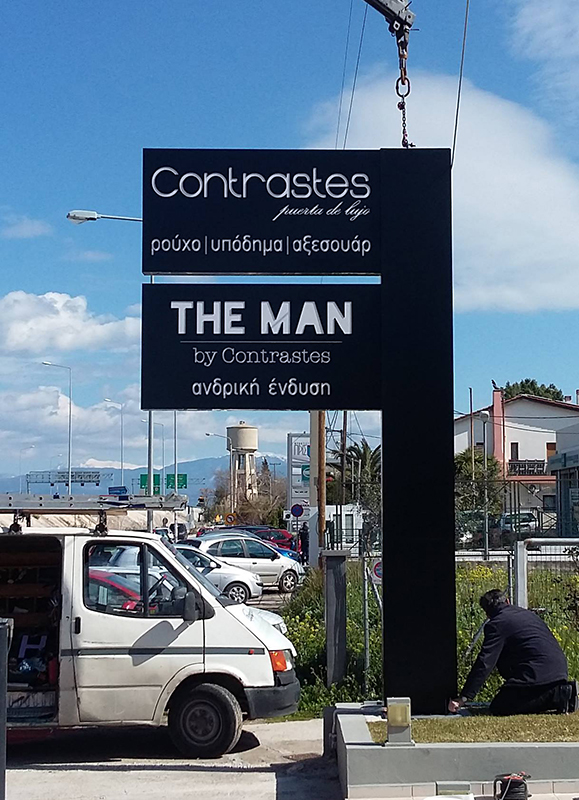 Contrastes
puerta de lujo
ρούχο|υπόδημα|αξεσουάρ
THE MAN
by Contrastes
ανδρική ένδυση